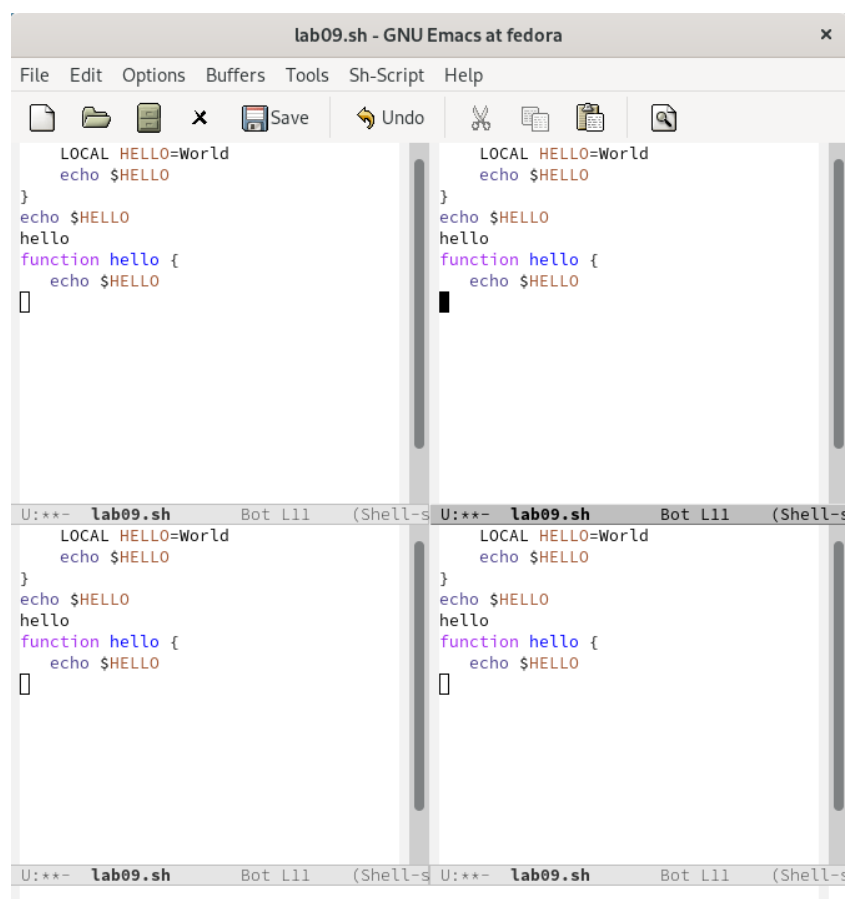 lab09.sh - GNU Emacs at fedora ×
File Edit Options Buffers Tools Sh-Script Help
Save Undo
LOCAL HELLO=World
echo $HELLO
}
echo $HELLO
hello
function hello {
echo $HELLO
U:**- lab09.sh Bot L11 (Shell-s
LOCAL HELLO=World
echo $HELLO
}
echo $HELLO
hello
function hello {
echo $HELLO
U:**- lab09.sh Bot L11 (Shell-s
LOCAL HELLO=World
echo $HELLO
}
echo $HELLO
hello
function hello {
echo $HELLO
U:**- lab09.sh Bot L11 (Shell-s
LOCAL HELLO=World
echo $HELLO
}
echo $HELLO
hello
function hello {
echo $HELLO
U:**- lab09.sh Bot L11 (Shell-s